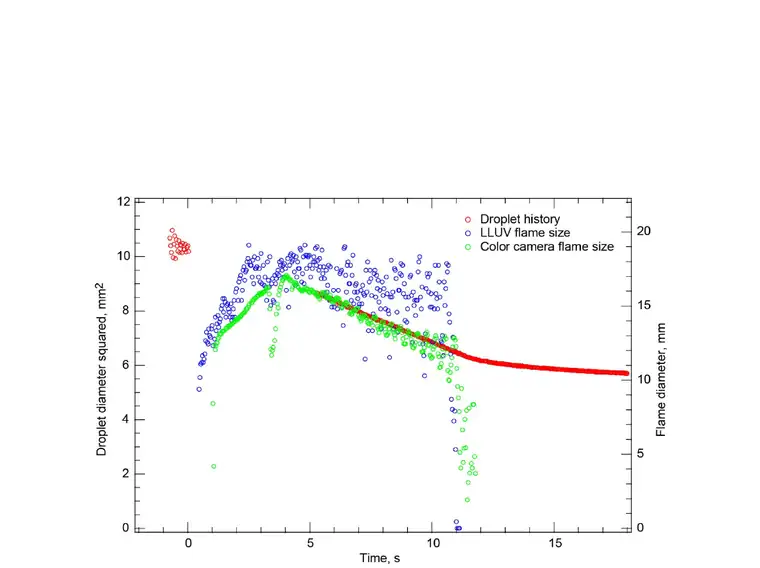 12
10
8
6
4
2
0
Droplet diameter squared, mm2
Droplet history
LLUV flame size
Color camera flame size
20
15
10
5
0
Flame diameter, mm
0 5 10 15
Time, s